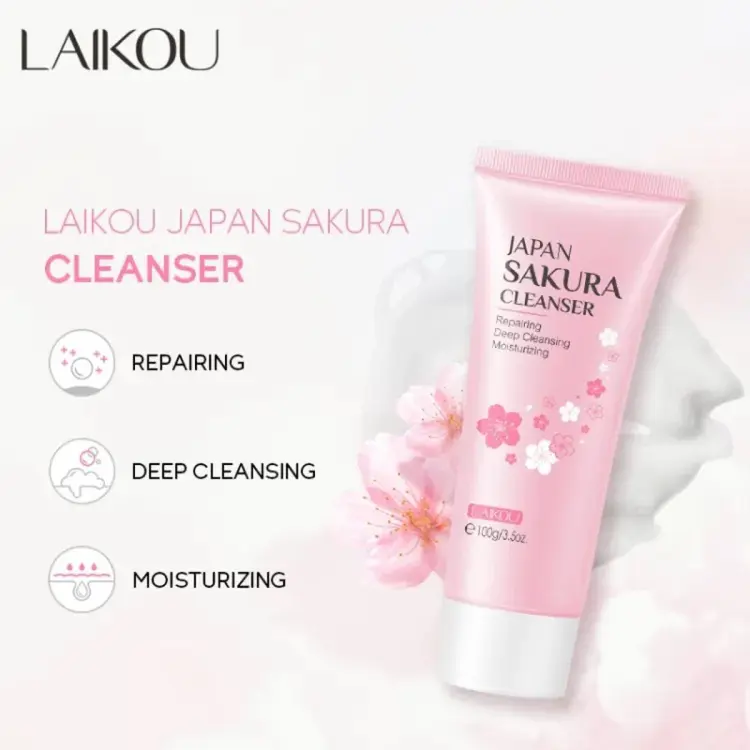 LAIKOU
LAIKOU JAPAN SAKURA
CLEANSER
REPAIRING
DEEP CLEANSING
MOISTURIZING
JAPAN
SAKURA
CLEANSER
Repairing
Deep Cleansing
Moisturizing
LAIKOU
℮100g/3.5oz.